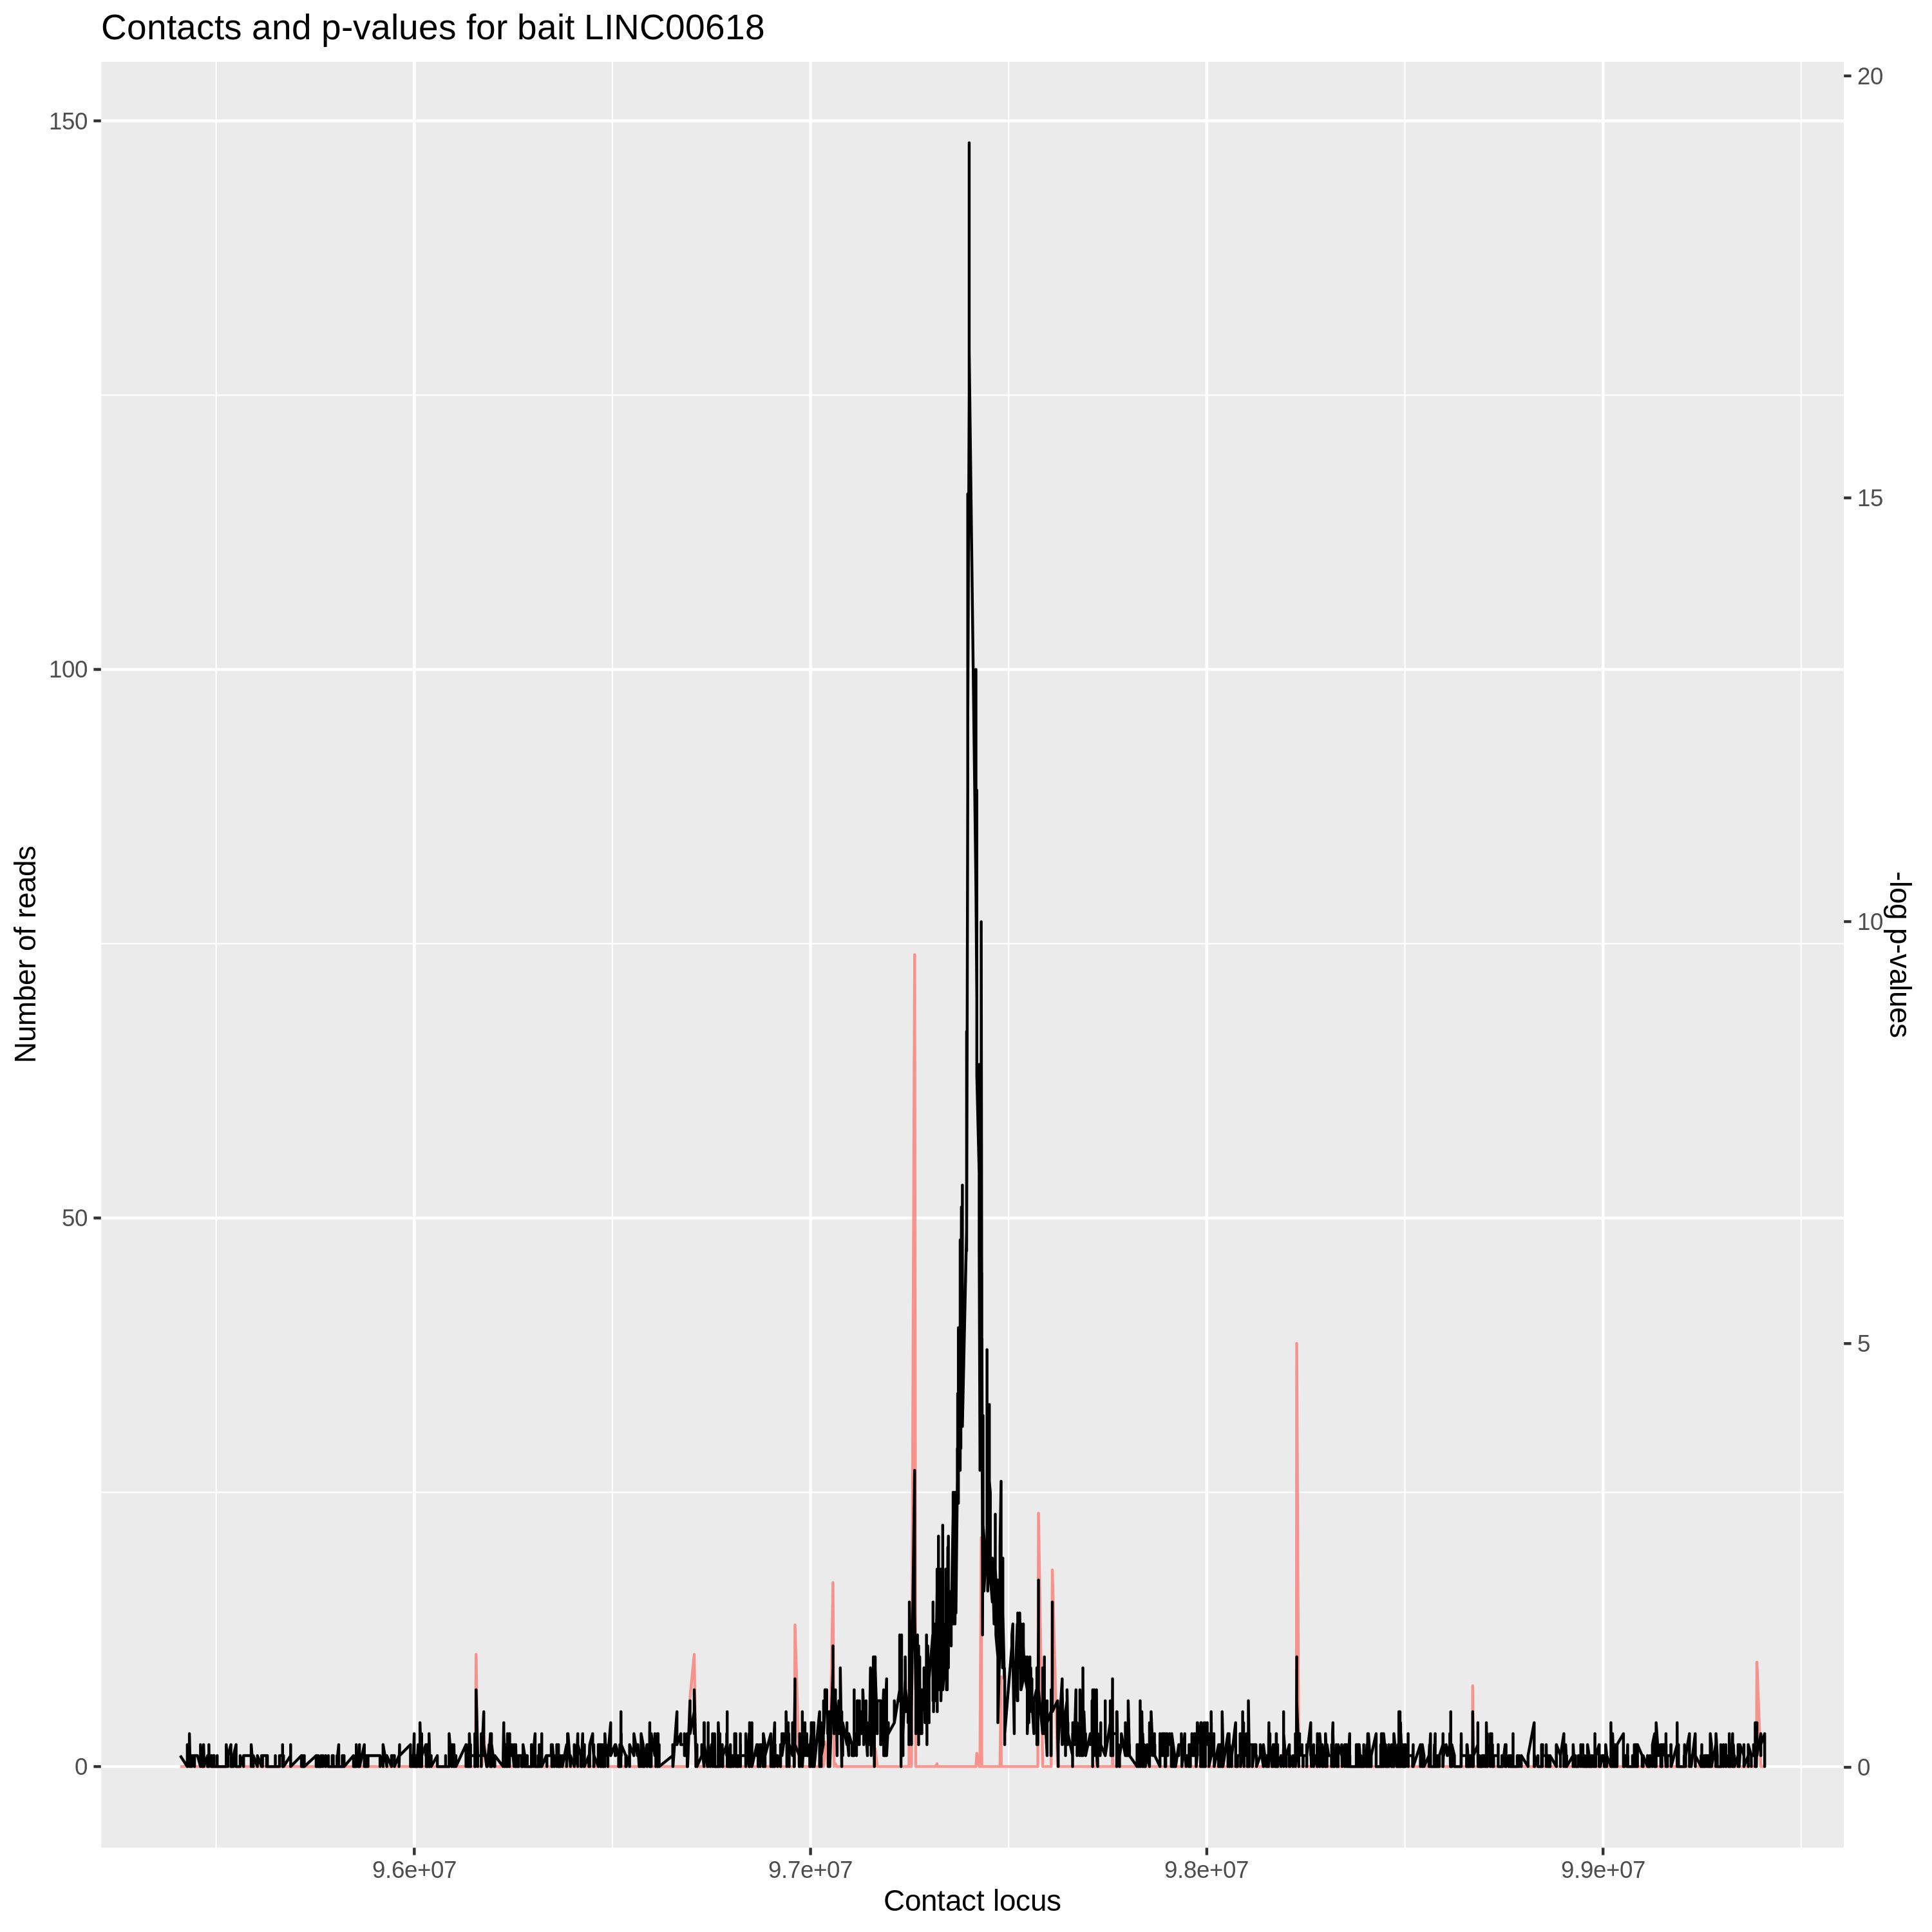 Contacts and p-values for bait LINC00618
150
100
50
0
Number of reads
20
15
10
5
0
-log p-values
9.6e+07
9.7e+07
9.8e+07
9.9e+07
Contact locus